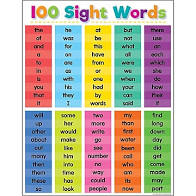 100 Sight Words
the he at but there
of was be not use
and for this what an
a on have all each
to are from were which
in as or we she
is with one when do
you his had your how
that they by can their
it I words said if
will some two my find
up her more than long
other would write first down
about make go water day
out like see been did
many him number call get
then into no who come
them time way oil made
these has could its may
so look people now part